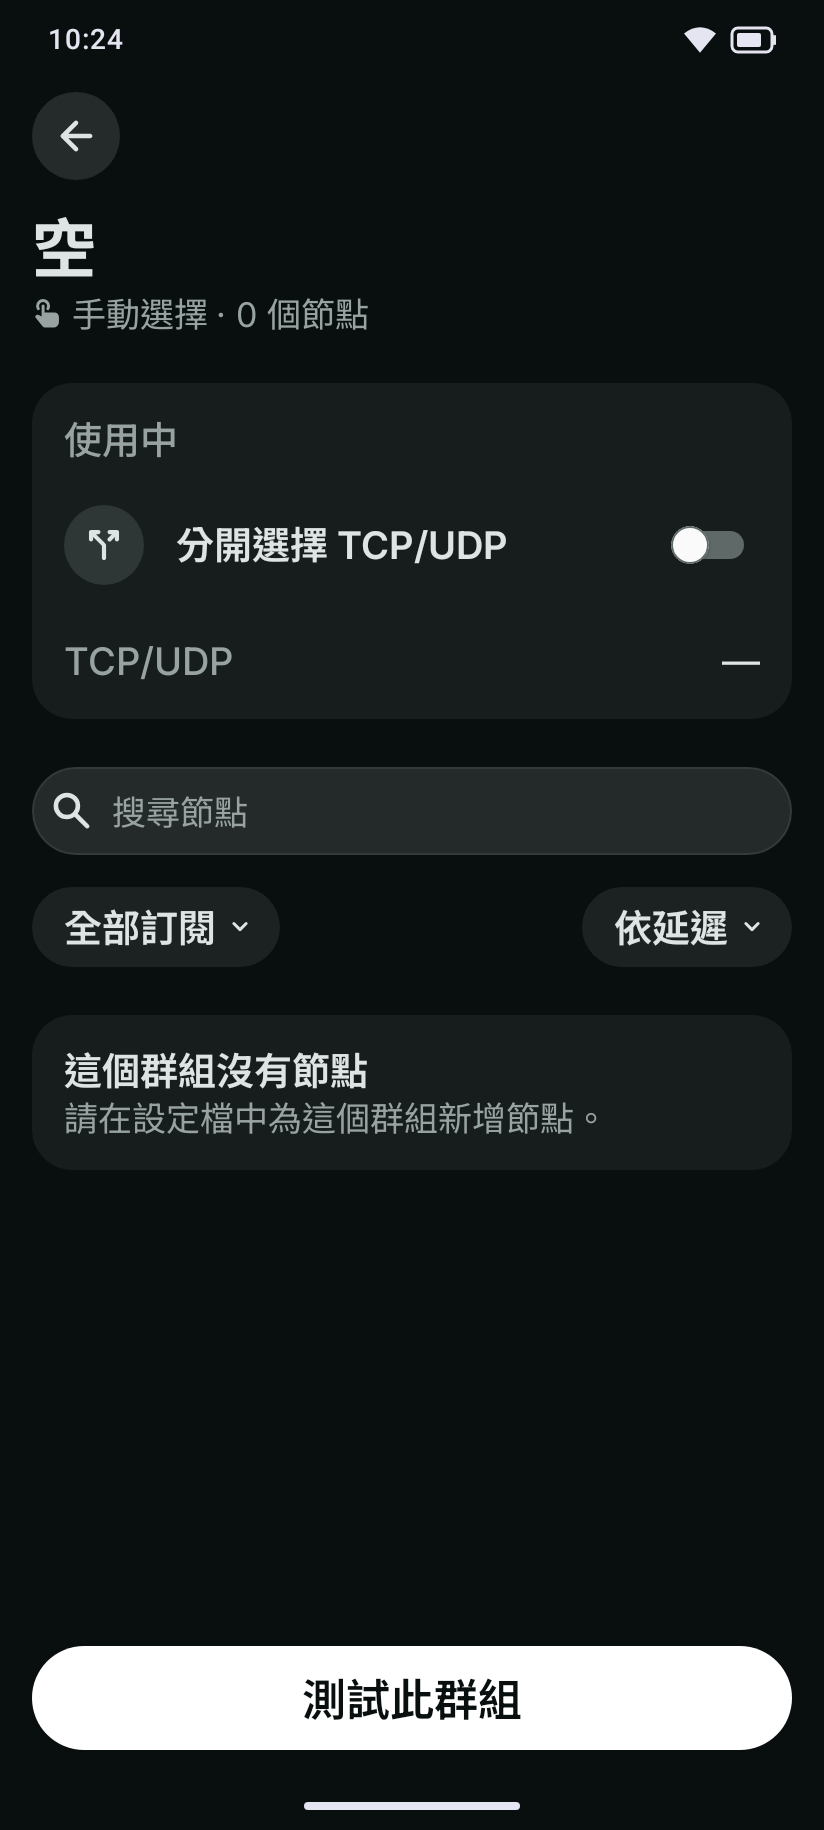 10:24
空
手動選擇 · 0 個節點
使用中
分開選擇 TCP/UDP
TCP/UDP —
搜尋節點
全部訂閱
依延遲
這個群組沒有節點
請在設定檔中為這個群組新增節點。
測試此群組